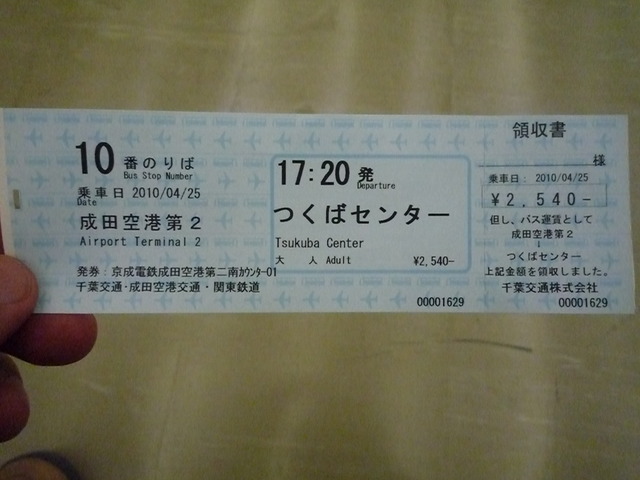 10 番のりば
Bus Stop Number
乗車日 2010/04/25
Date
成田空港第2
Airport Terminal 2
発券:京成電鉄成田空港第二南ｶｳﾝﾀｰ01
千葉交通・成田空港交通・関東鉄道
17:20 発
Departure
つくばセンター
Tsukuba Center
大 人 Adult ¥2,540-
00001629
領収書
様
乗車日: 2010/04/25
¥2,540-
但し、バス運賃として
成田空港第2
↓
つくばセンター
上記金額を領収しました。
千葉交通株式会社
00001629